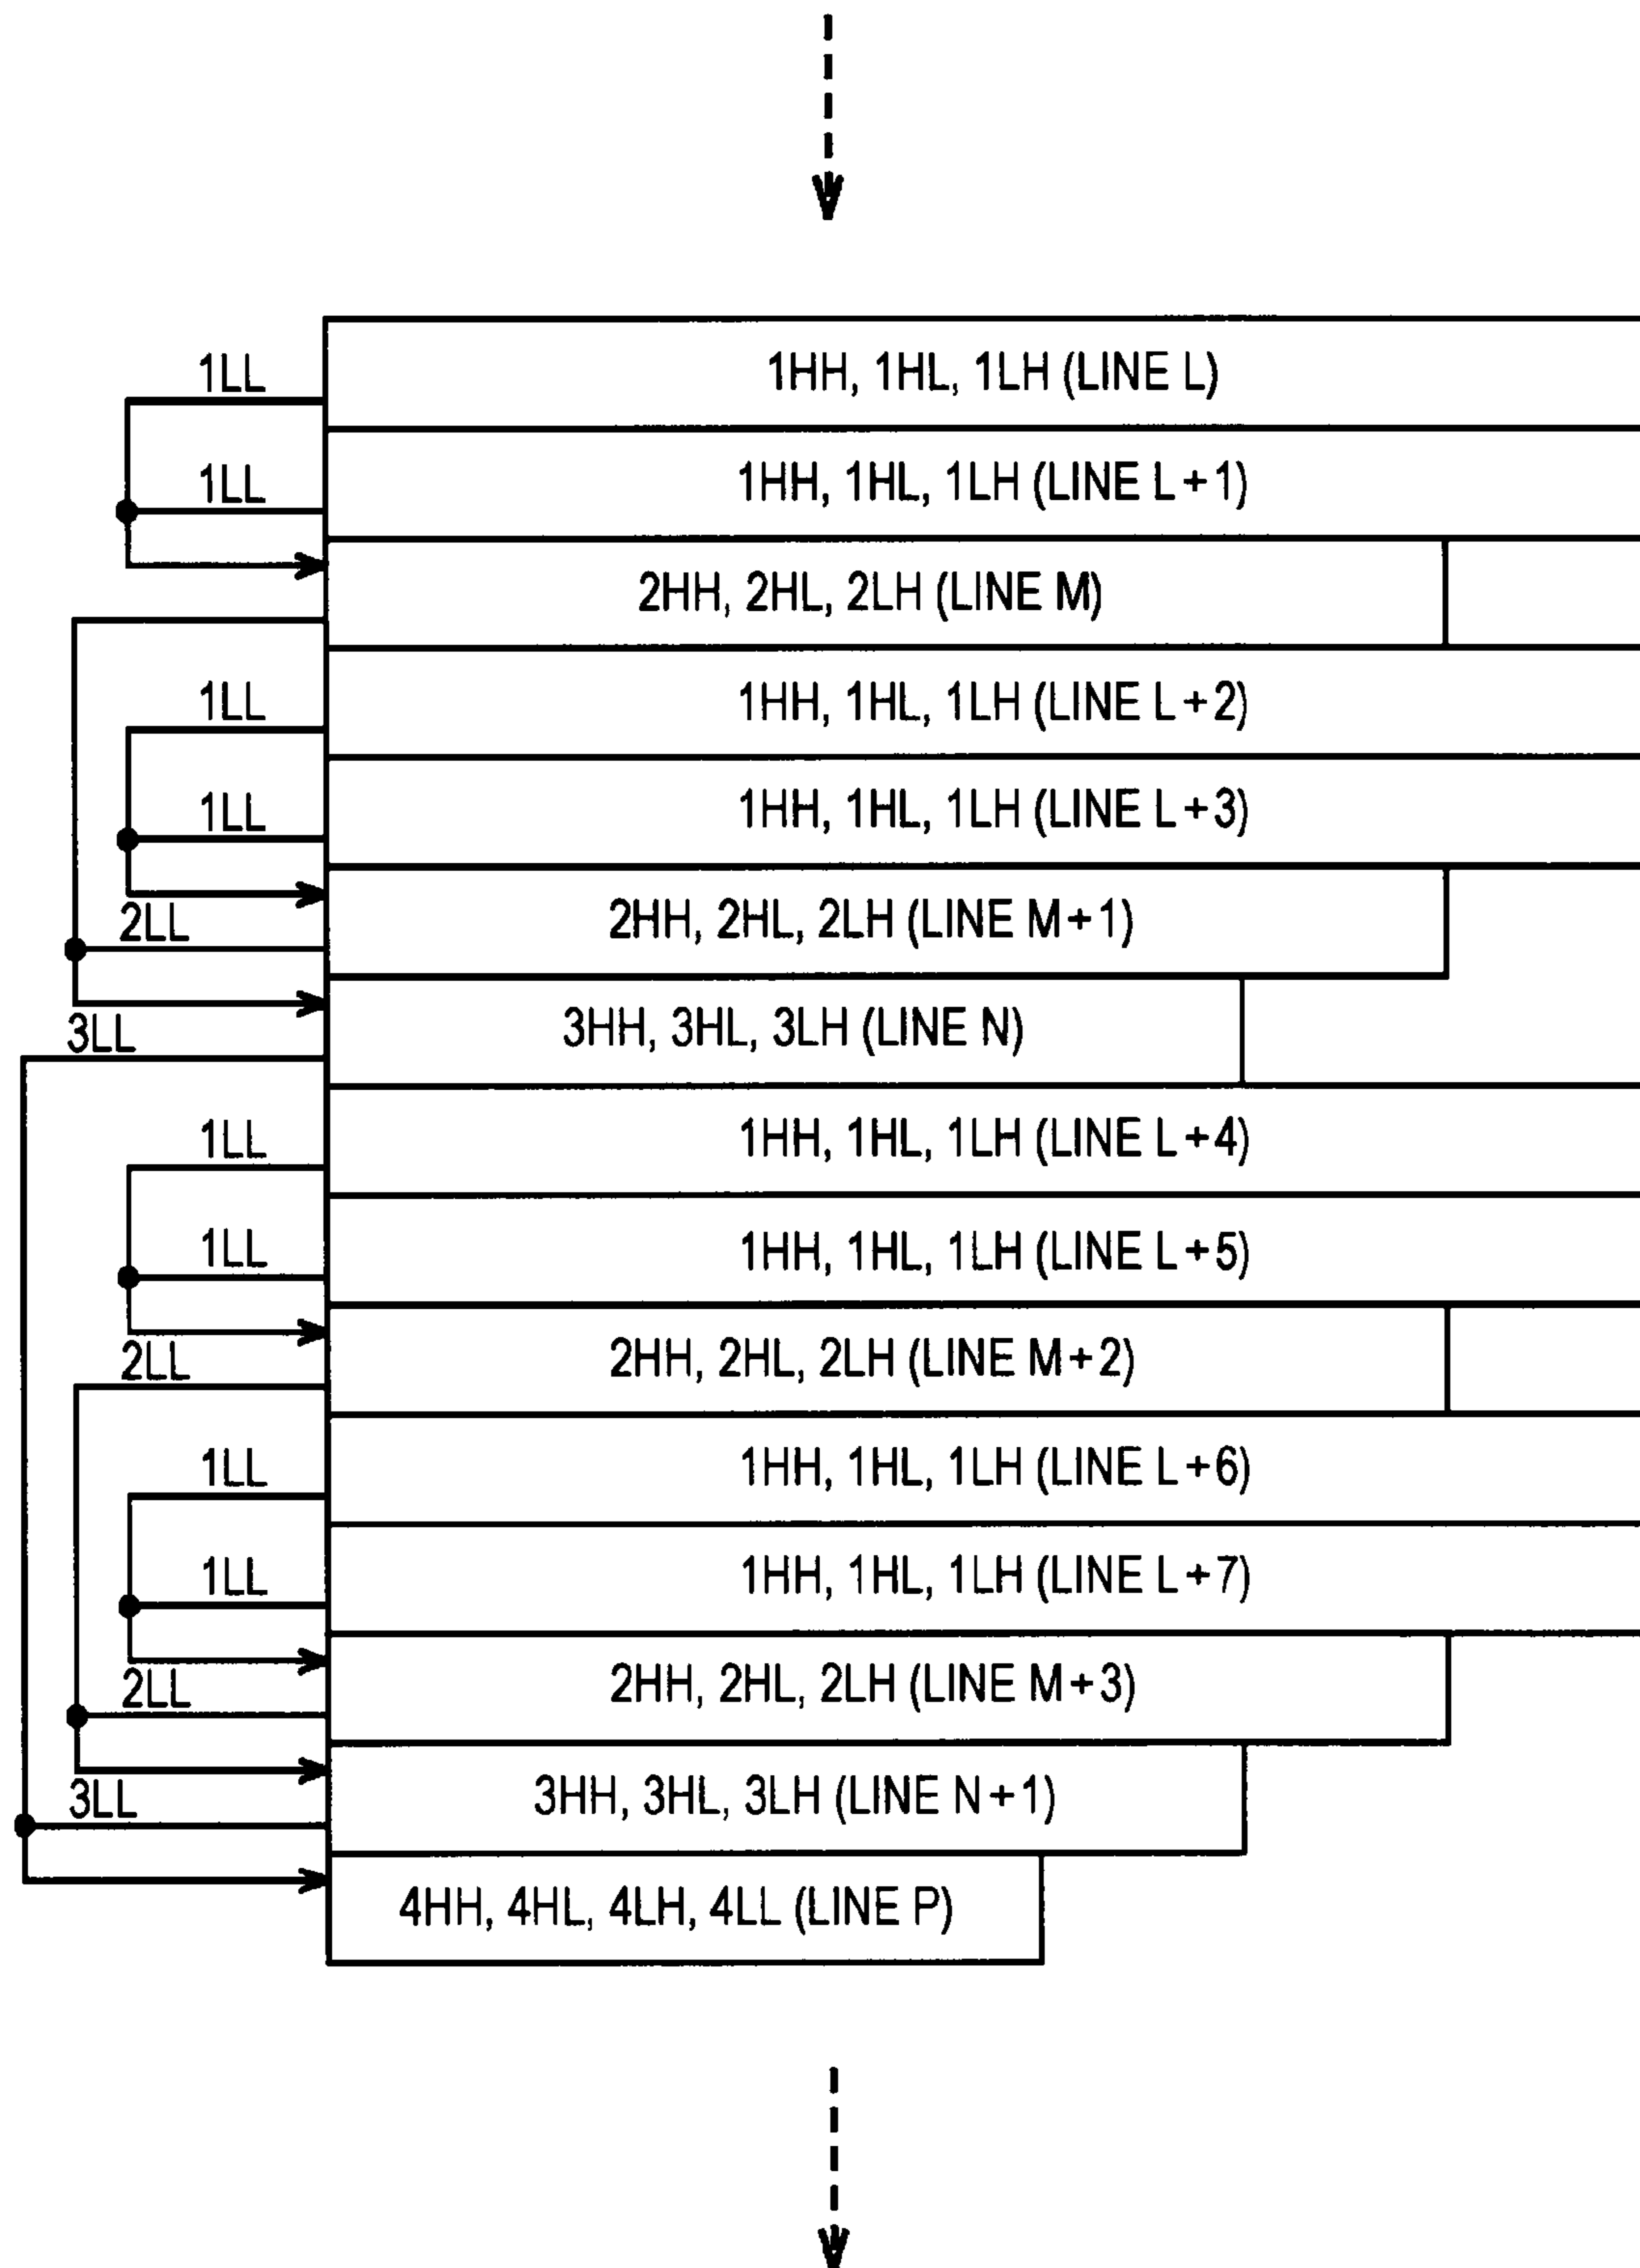 1LL
1HH, 1HL, 1LH (LINE L)
1LL
1HH, 1HL, 1LH (LINE L+1)
2HH, 2HL, 2LH (LINE M)
1LL
1HH, 1HL, 1LH (LINE L+2)
1LL
1HH, 1HL, 1LH (LINE L+3)
2LL
2HH, 2HL, 2LH (LINE M+1)
3LL
3HH, 3HL, 3LH (LINE N)
1LL
1HH, 1HL, 1LH (LINE L+4)
1LL
1HH, 1HL, 1LH (LINE L+5)
2LL
2HH, 2HL, 2LH (LINE M+2)
1LL
1HH, 1HL, 1LH (LINE L+6)
1LL
1HH, 1HL, 1LH (LINE L+7)
2LL
2HH, 2HL, 2LH (LINE M+3)
3LL
3HH, 3HL, 3LH (LINE N+1)
4HH, 4HL, 4LH, 4LL (LINE P)